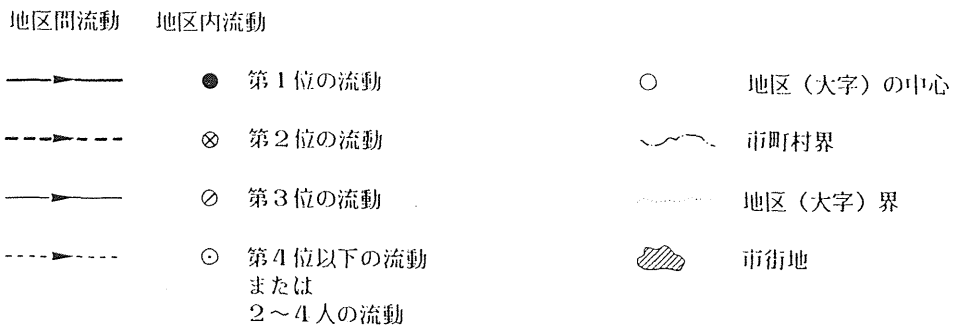 地区間流動 地区内流動
第1位の流動
第2位の流動
第3位の流動
第4位以下の流動
または
2～4人の流動
地区(大字)の中心
市町村界
地区(大字)界
市街地